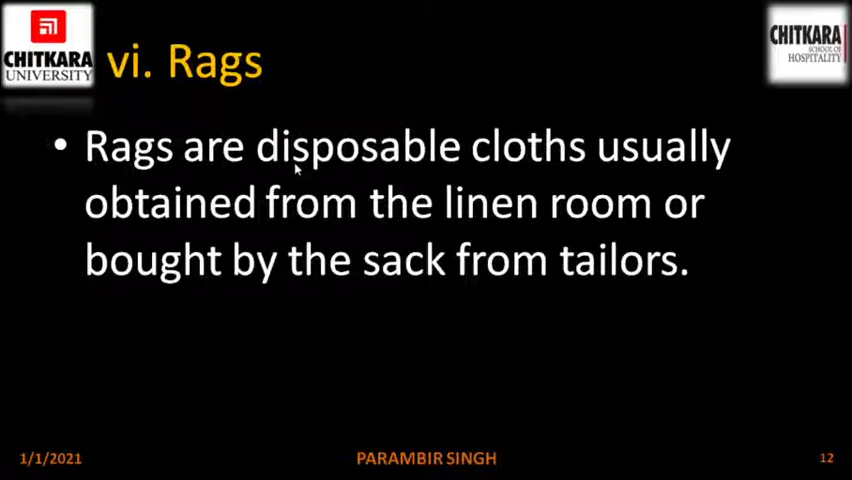 CHITKARA
UNIVERSITY
vi. Rags
CHITKARA
SCHOOL OF
HOSPITALITY
• Rags are disposable cloths usually
obtained from the linen room or
bought by the sack from tailors.
1/1/2021
PARAMBIR SINGH
12